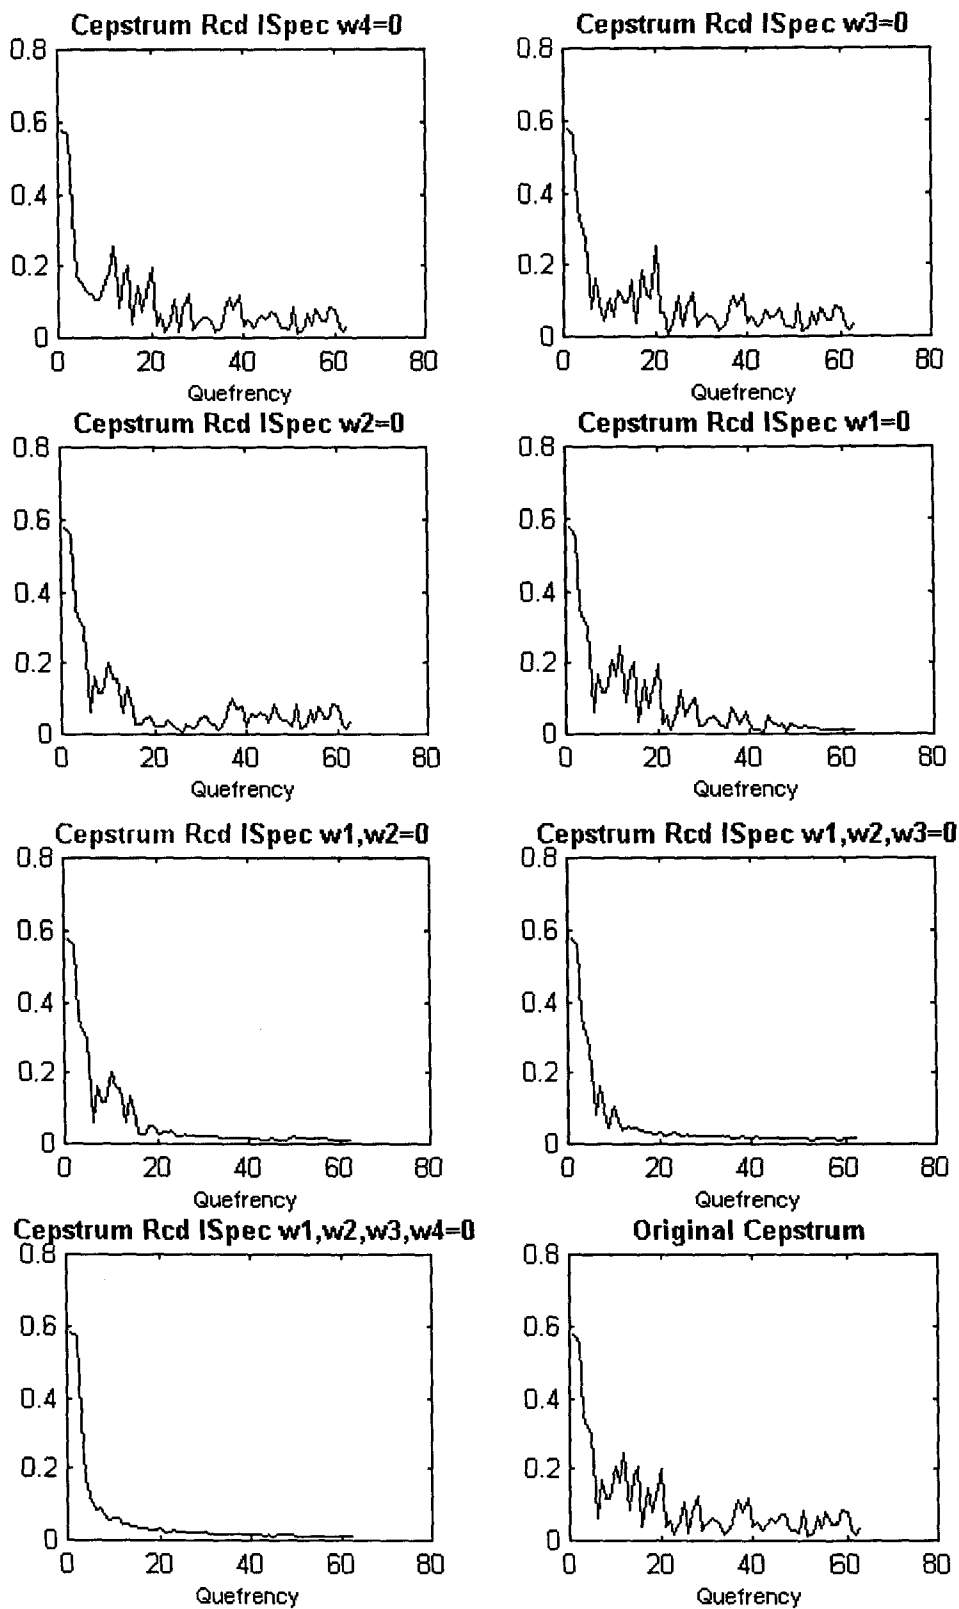 Cepstrum Rcd lSpec w4=0
0.8
0.6
0.4
0.2
0
0 20 40 60 80
Quefrency
Cepstrum Rcd lSpec w3=0
0.8
0.6
0.4
0.2
0
0 20 40 60 80
Quefrency
Cepstrum Rcd lSpec w2=0
0.8
0.6
0.4
0.2
0
0 20 40 60 80
Quefrency
Cepstrum Rcd lSpec w1=0
0.8
0.6
0.4
0.2
0
0 20 40 60 80
Quefrency
Cepstrum Rcd lSpec w1,w2=0
0.8
0.6
0.4
0.2
0
0 20 40 60 80
Quefrency
Cepstrum Rcd lSpec w1,w2,w3=0
0.8
0.6
0.4
0.2
0
0 20 40 60 80
Quefrency
Cepstrum Rcd lSpec w1,w2,w3,w4=0
0.8
0.6
0.4
0.2
0
0 20 40 60 80
Quefrency
Original Cepstrum
0.8
0.6
0.4
0.2
0
0 20 40 60 80
Quefrency